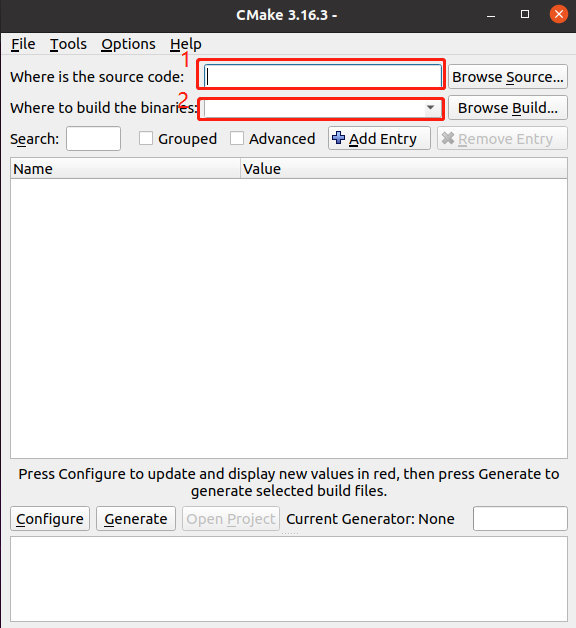 CMake 3.16.3 -
File Tools Options Help
1
Where is the source code: Browse Source...
2
Where to build the binaries: Browse Build...
Search: Grouped Advanced Add Entry Remove Entry
Name Value
Press Configure to update and display new values in red, then press Generate to
generate selected build files.
Configure Generate Open Project Current Generator: None